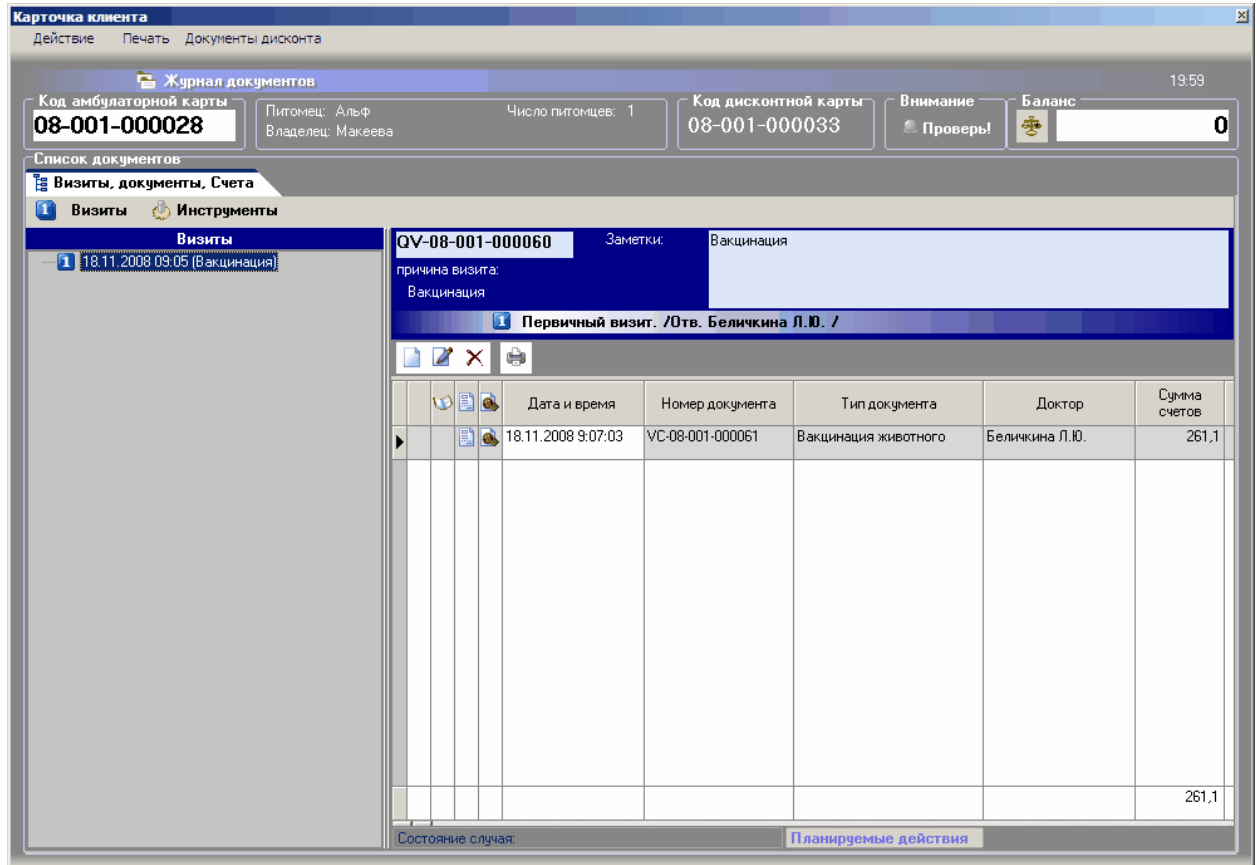 Карточка клиента
Действие Печать Документы дисконта
Журнал документов 19:59
Код амбулаторной карты
08-001-000028
Питомец: Альф Число питомцев: 1
Владелец: Макеева
Код дисконтной карты
08-001-000033
Внимание
Проверь!
Баланс
0
Список документов
Визиты, документы, Счета
1 Визиты Инструменты
Визиты
1 18.11.2008 09:05 (Вакцинация)
QV-08-001-000060 Заметки: Вакцинация
причина визита:
Вакцинация
1 Первичный визит. /Отв. Беличкина Л.Ю. /
Дата и время Номер документа Тип документа Доктор Сумма счетов
18.11.2008 9:07:03 VC-08-001-000061 Вакцинация животного Беличкина Л.Ю. 261,1
261,1
Состояние случая: Планируемые действия